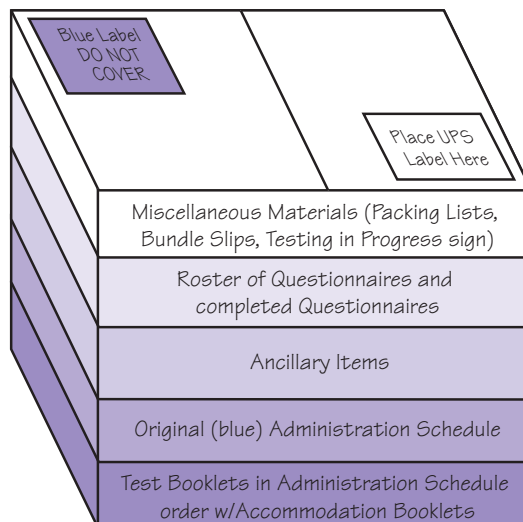 Blue Label
DO NOT
COVER
Place UPS
Label Here
Miscellaneous Materials (Packing Lists,
Bundle Slips, Testing in Progress sign)
Roster of Questionnaires and
completed Questionnaires
Ancillary Items
Original (blue) Administration Schedule
Test Booklets in Administration Schedule
order w/Accommodation Booklets